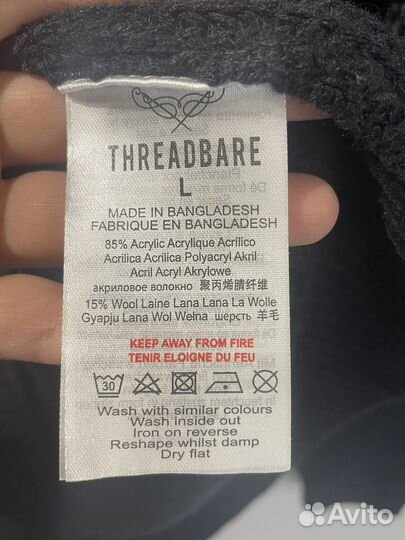 THREADBARE
L
MADE IN BANGLADESH
FABRIQUE EN BANGLADESH
85% Acrylic Acrylique Acrílico
Acrilica Acrilico Polyacryl Akril
Acril Acryl Akrylowe
акриловое волокно 聚丙烯腈纤维
15% Wool Laine Lana Lana La Wolle
Gyapju Lana Wol Wełna шерсть 羊毛
KEEP AWAY FROM FIRE
TENIR ELOIGNE DU FEU
30
Wash with similar colours
Wash inside out
Iron on reverse
Reshape whilst damp
Dry flat
Avito